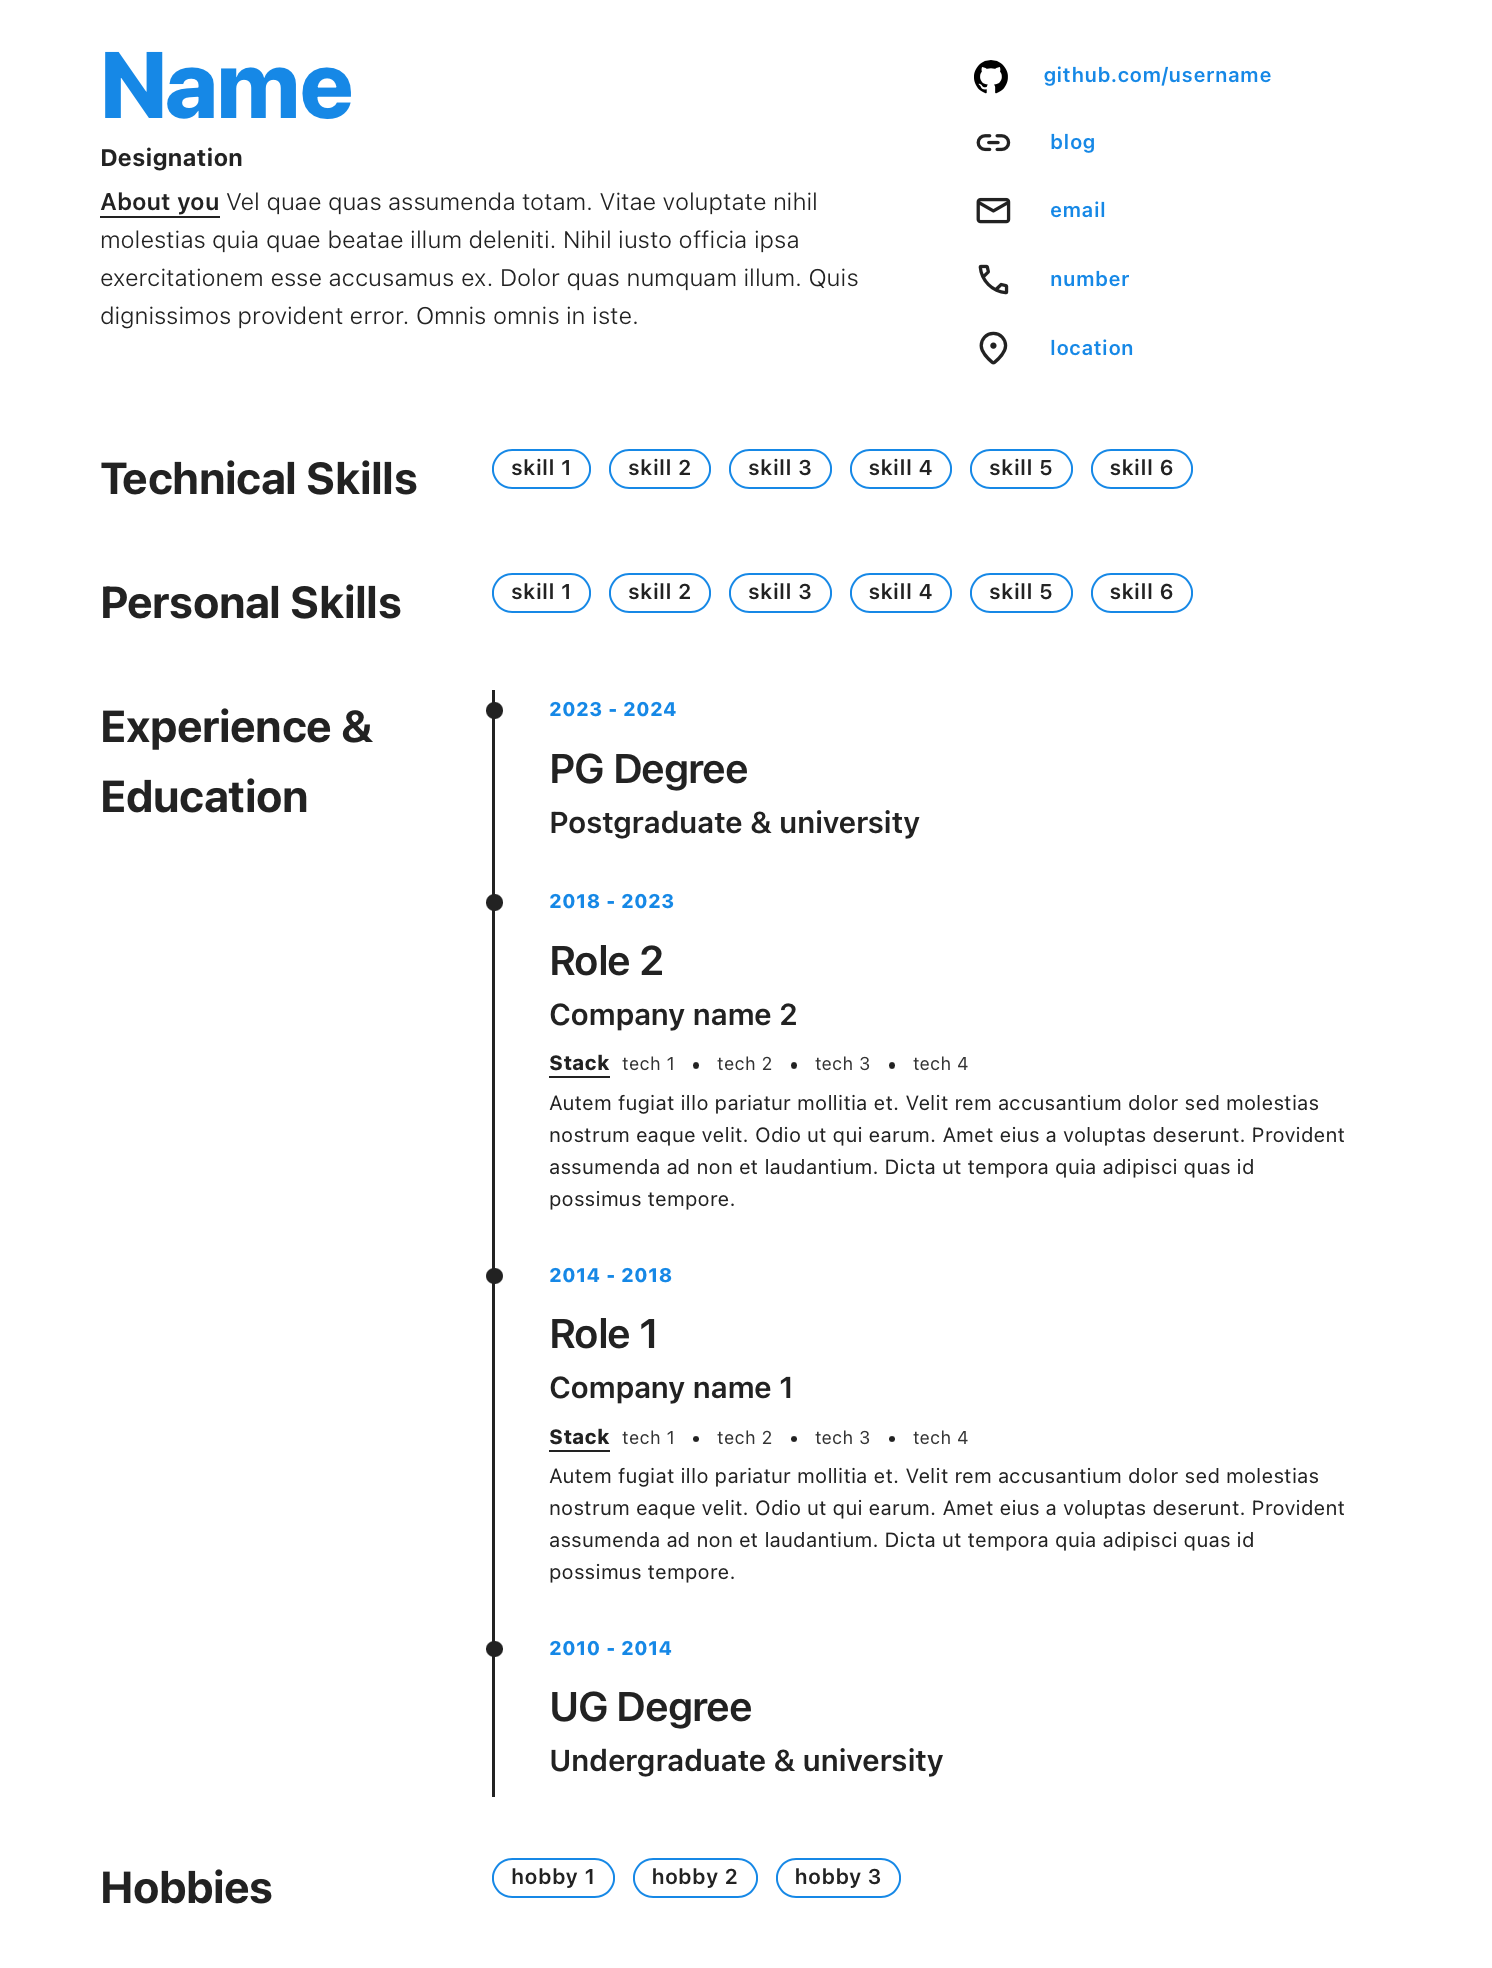 Name
Designation
About you Vel quae quas assumenda totam. Vitae voluptate nihil
molestias quia quae beatae illum deleniti. Nihil iusto officia ipsa
exercitationem esse accusamus ex. Dolor quas numquam illum. Quis
dignissimos provident error. Omnis omnis in iste.
github.com/username
blog
email
number
location
Technical Skills
skill 1 skill 2 skill 3 skill 4 skill 5 skill 6
Personal Skills
skill 1 skill 2 skill 3 skill 4 skill 5 skill 6
Experience &
Education
2023 - 2024
PG Degree
Postgraduate & university
2018 - 2023
Role 2
Company name 2
Stack tech 1 • tech 2 • tech 3 • tech 4
Autem fugiat illo pariatur mollitia et. Velit rem accusantium dolor sed molestias
nostrum eaque velit. Odio ut qui earum. Amet eius a voluptas deserunt. Provident
assumenda ad non et laudantium. Dicta ut tempora quia adipisci quas id
possimus tempore.
2014 - 2018
Role 1
Company name 1
Stack tech 1 • tech 2 • tech 3 • tech 4
Autem fugiat illo pariatur mollitia et. Velit rem accusantium dolor sed molestias
nostrum eaque velit. Odio ut qui earum. Amet eius a voluptas deserunt. Provident
assumenda ad non et laudantium. Dicta ut tempora quia adipisci quas id
possimus tempore.
2010 - 2014
UG Degree
Undergraduate & university
Hobbies
hobby 1 hobby 2 hobby 3